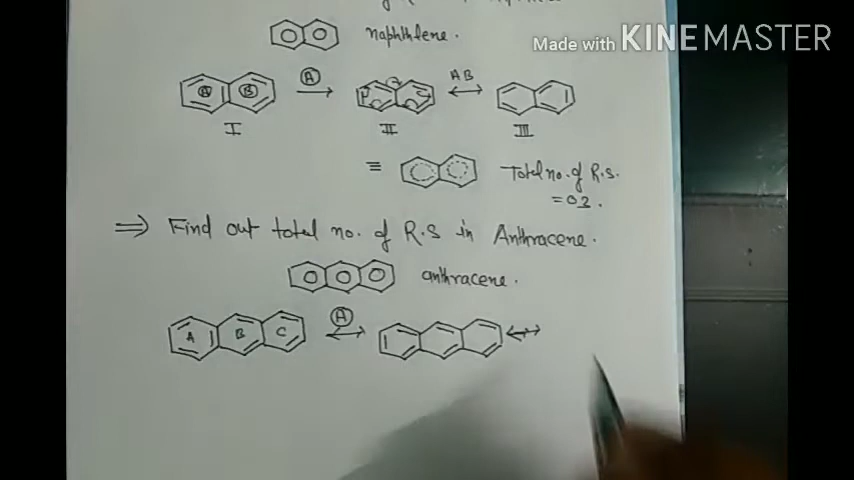 Made with KINEMASTER
naphthlene.
A B A AB
I II III
≡ Total no. of R.S.
= 03.
⇒ Find out total no. of R.S in Anthracene.
anthracene.
A B C A